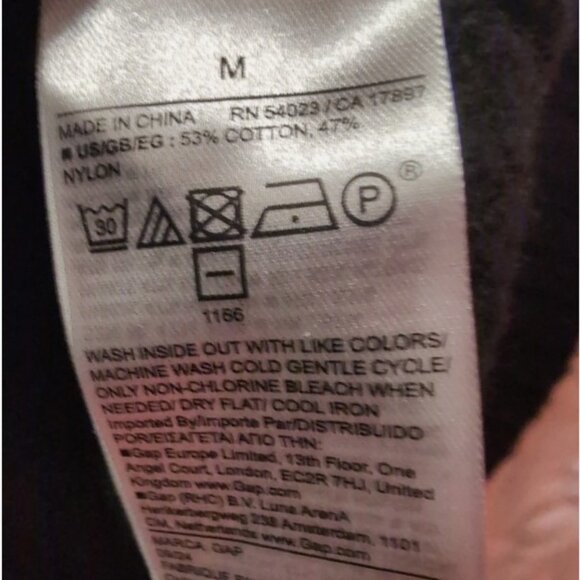 M
MADE IN CHINA RN 54023 / CA 17897
■ US/GB/EG : 53% COTTON, 47%
NYLON
30 P ®
1166
WASH INSIDE OUT WITH LIKE COLORS/
MACHINE WASH COLD GENTLE CYCLE/
ONLY NON-CHLORINE BLEACH WHEN
NEEDED/ DRY FLAT/ COOL IRON
Imported By/Importe Par/DISTRIBUIDO
POR/ΕΙΣΑΓΕΤΑΙ ΑΠΟ ΤΗΝ:
■Gap Europe Limited, 13th Floor, One
Angel Court, London, EC2R 7HJ, United
Kingdom www.Gap.com
■Gap (RHC) B.V. Luna ArenA
Herikerbergweg 238 Amsterdam, 1101
CM, Netherlands www.Gap.com
MARCA: GAP
09/24